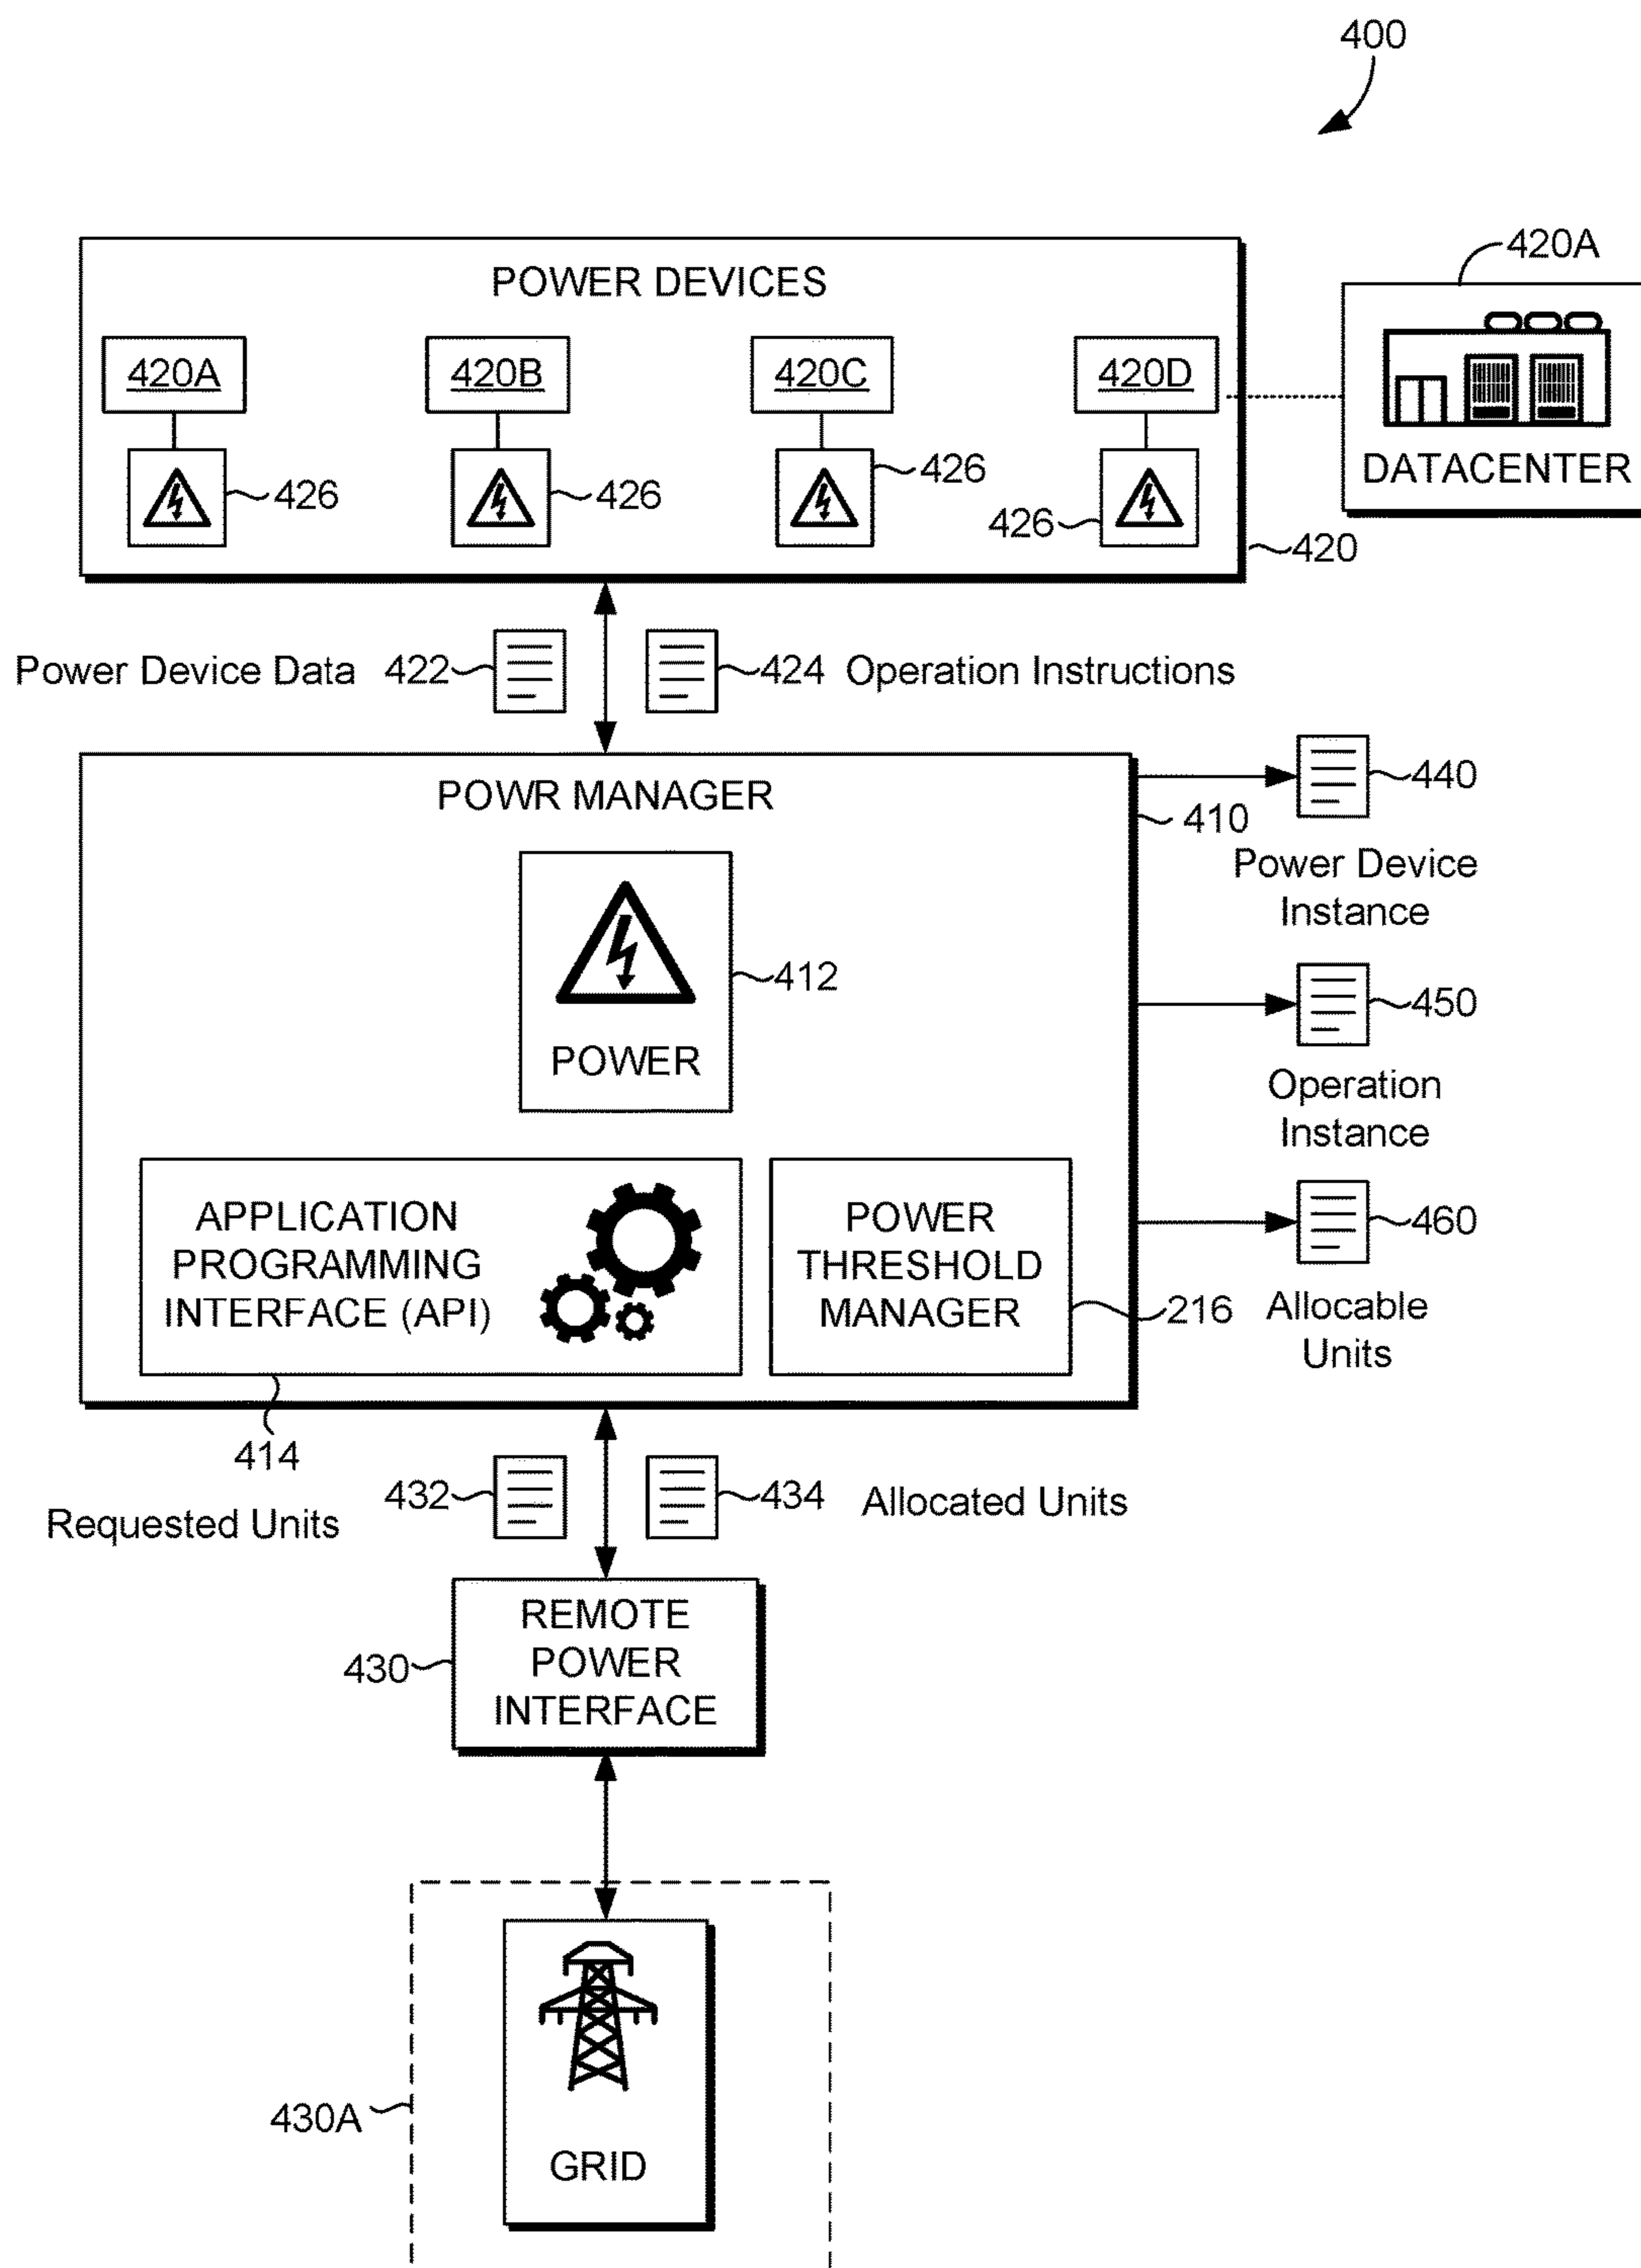 400
420A
POWER DEVICES
420A
420B
420C
420D
DATACENTER
426
426
426
426
420
Power Device Data
422
424
Operation Instructions
POWR MANAGER
440
410
Power Device
Instance
412
POWER
450
Operation
Instance
APPLICATION
PROGRAMMING
INTERFACE (API)
POWER
THRESHOLD
MANAGER
460
216
Allocable
Units
414
Requested Units
432
434
Allocated Units
REMOTE
POWER
INTERFACE
430
430A
GRID